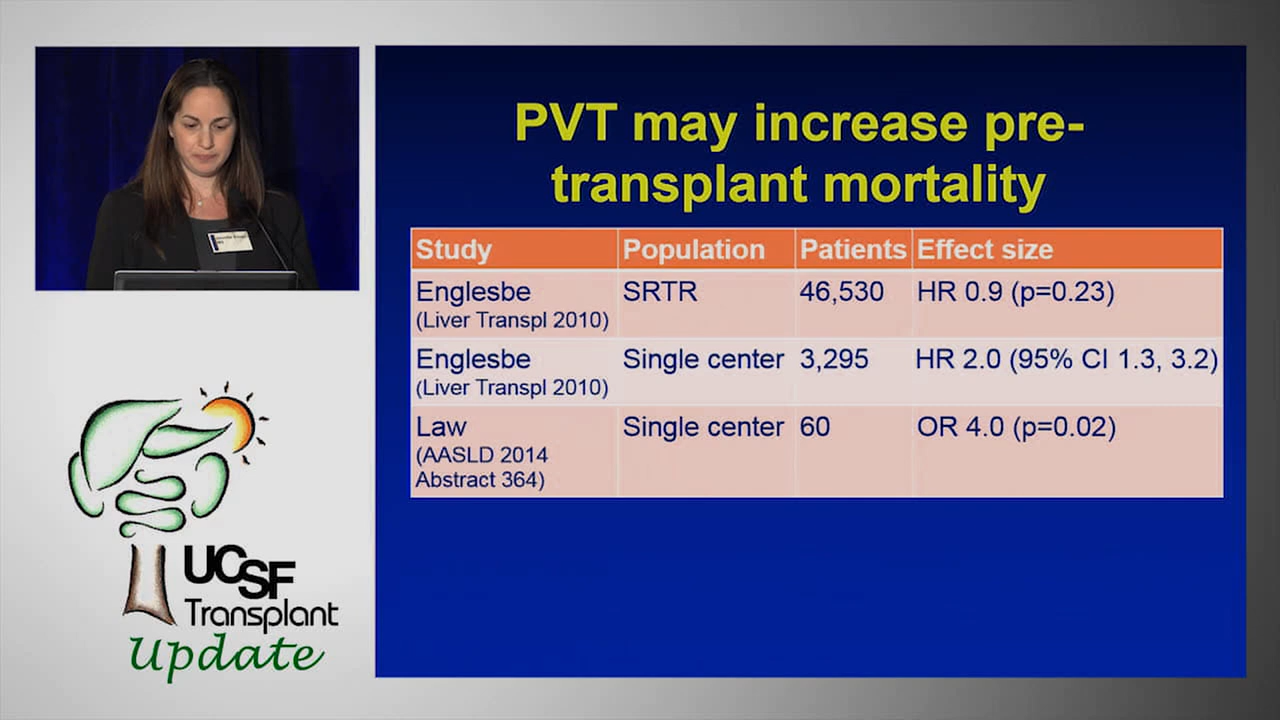 PVT may increase pre-
transplant mortality
Study Population Patients Effect size
Englesbe SRTR 46,530 HR 0.9 (p=0.23)
(Liver Transpl 2010)
Englesbe Single center 3,295 HR 2.0 (95% CI 1.3, 3.2)
(Liver Transpl 2010)
Law Single center 60 OR 4.0 (p=0.02)
(AASLD 2014
Abstract 364)
UCSF
Transplant
Update